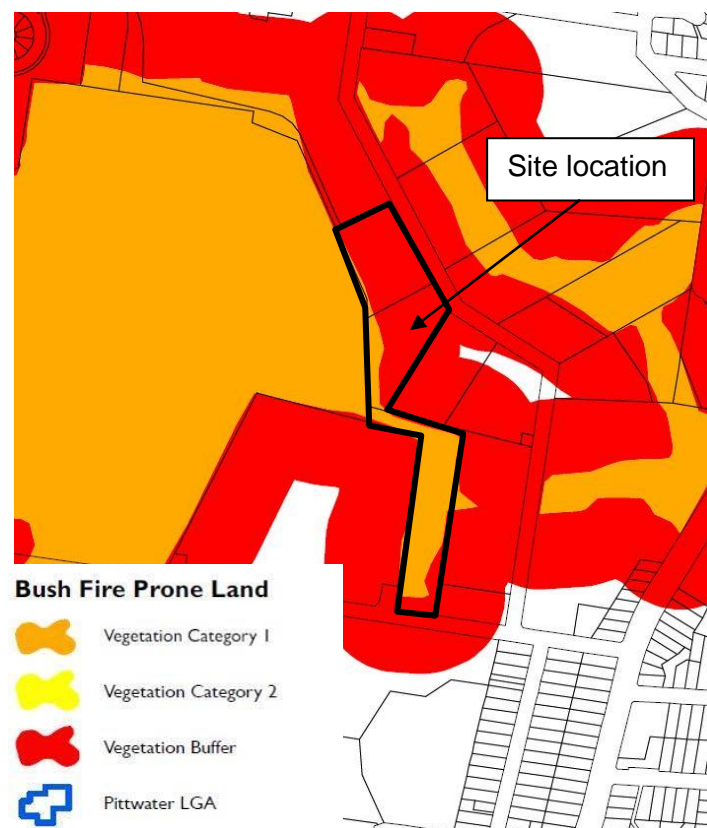 Site location
Bush Fire Prone Land
Vegetation Category 1
Vegetation Category 2
Vegetation Buffer
Pittwater LGA